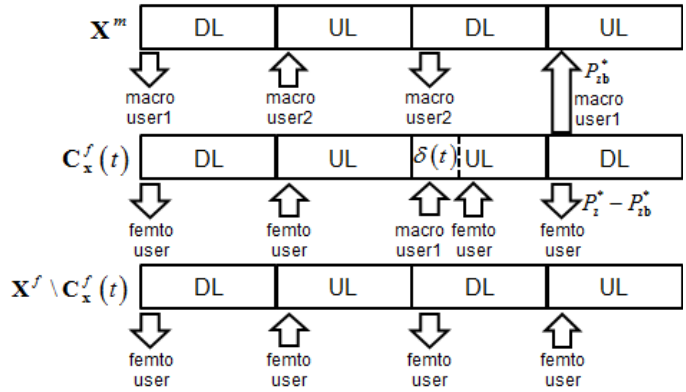 X^m DL UL DL UL
macro user1 macro user2 macro user2 P*_zb macro user1
C^f_x(t) DL UL δ(t) UL DL
femto user femto user macro user1 femto user femto user P*_z − P*_zb
X^f \ C^f_x(t) DL UL DL UL
femto user femto user femto user femto user